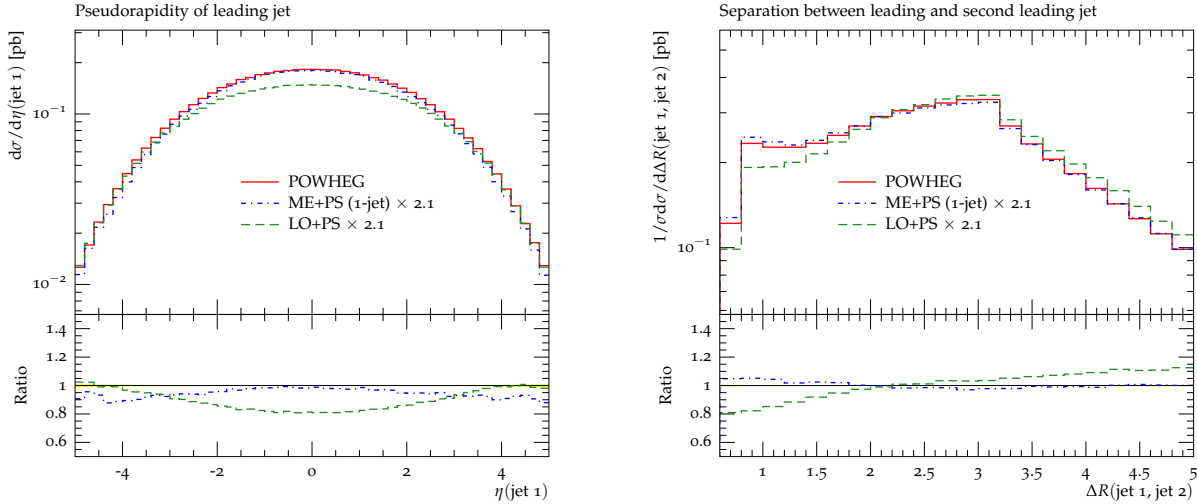 Pseudorapidity of leading jet
dσ/dη(jet 1) [pb]
10⁻¹
10⁻²
POWHEG
ME+PS (1-jet) × 2.1
LO+PS × 2.1
Ratio
1.4
1.2
1
0.8
0.6
-4 -2 0 2 4
η(jet 1)
Separation between leading and second leading jet
1/σdσ/dΔR(jet 1, jet 2) [pb]
10⁻¹
POWHEG
ME+PS (1-jet) × 2.1
LO+PS × 2.1
Ratio
1.4
1.2
1
0.8
0.6
1 1.5 2 2.5 3 3.5 4 4.5 5
ΔR(jet 1, jet 2)